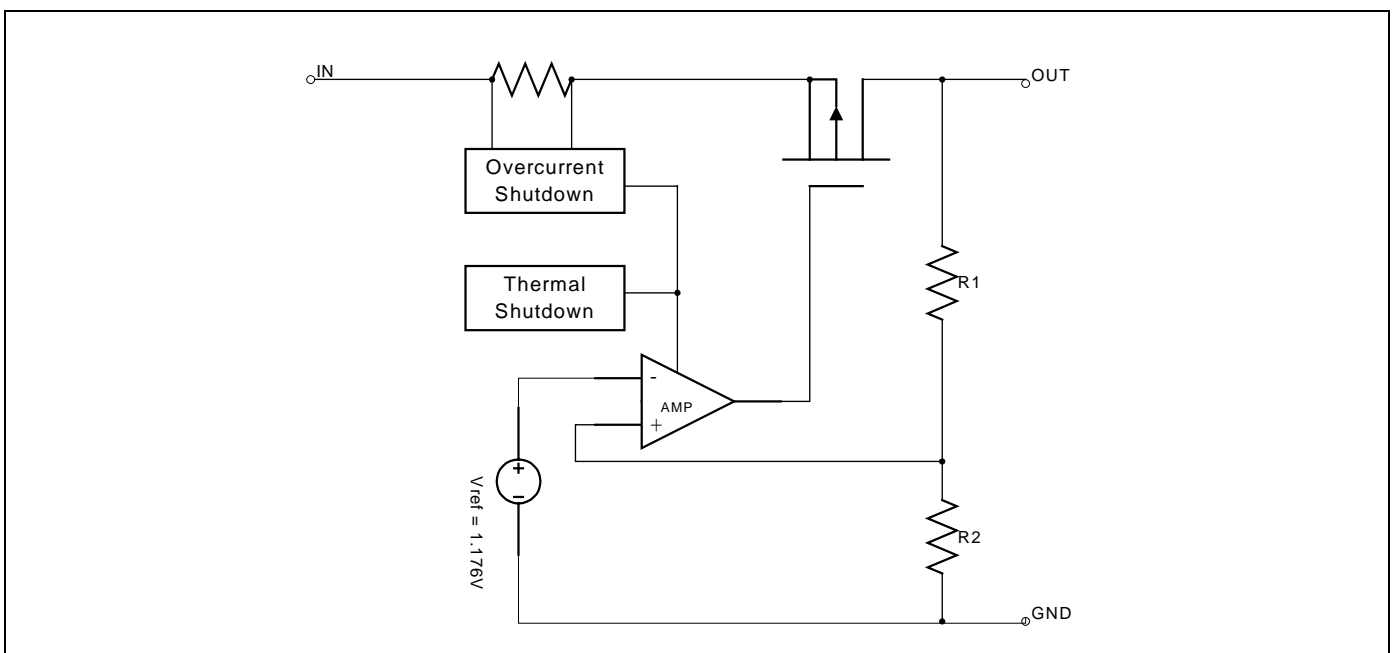 IN
OUT
Overcurrent
Shutdown
R1
Thermal
Shutdown
-
AMP
+
+
-
Vref = 1.176V
R2
GND